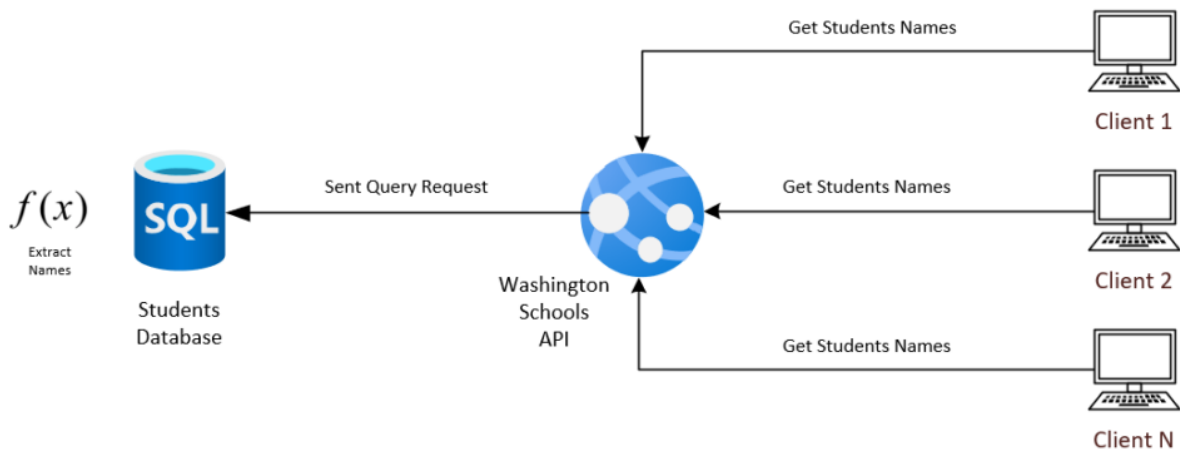 Get Students Names
Client 1
Sent Query Request
Get Students Names
f(x)
SQL
Extract
Names
Client 2
Washington
Schools
API
Students
Database
Get Students Names
Client N